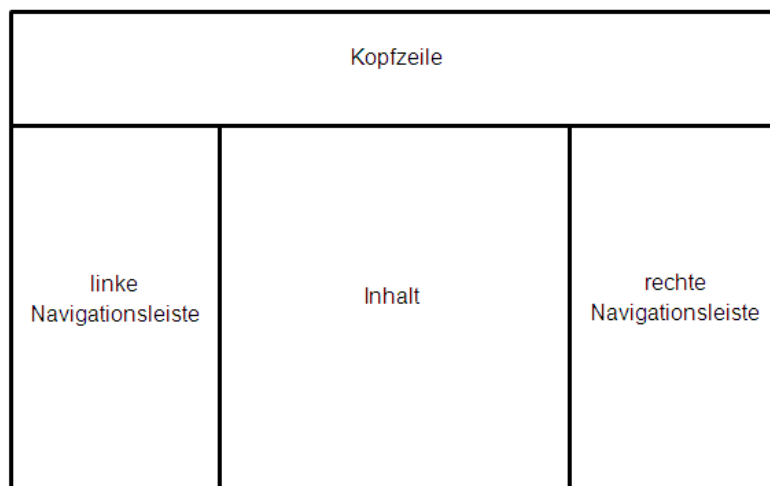 Kopfzeile
linke
Navigationsleiste
Inhalt
rechte
Navigationsleiste